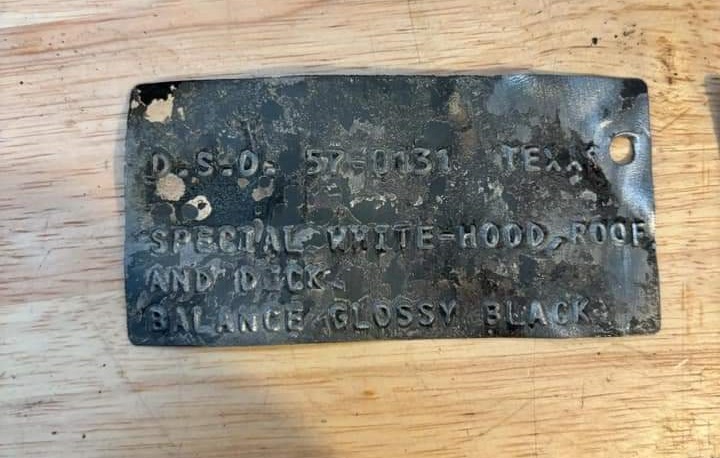 D.S.O. 57-0131 TEXAS
SPECIAL WHITE-HOOD, ROOF
AND DECK.
BALANCE GLOSSY BLACK